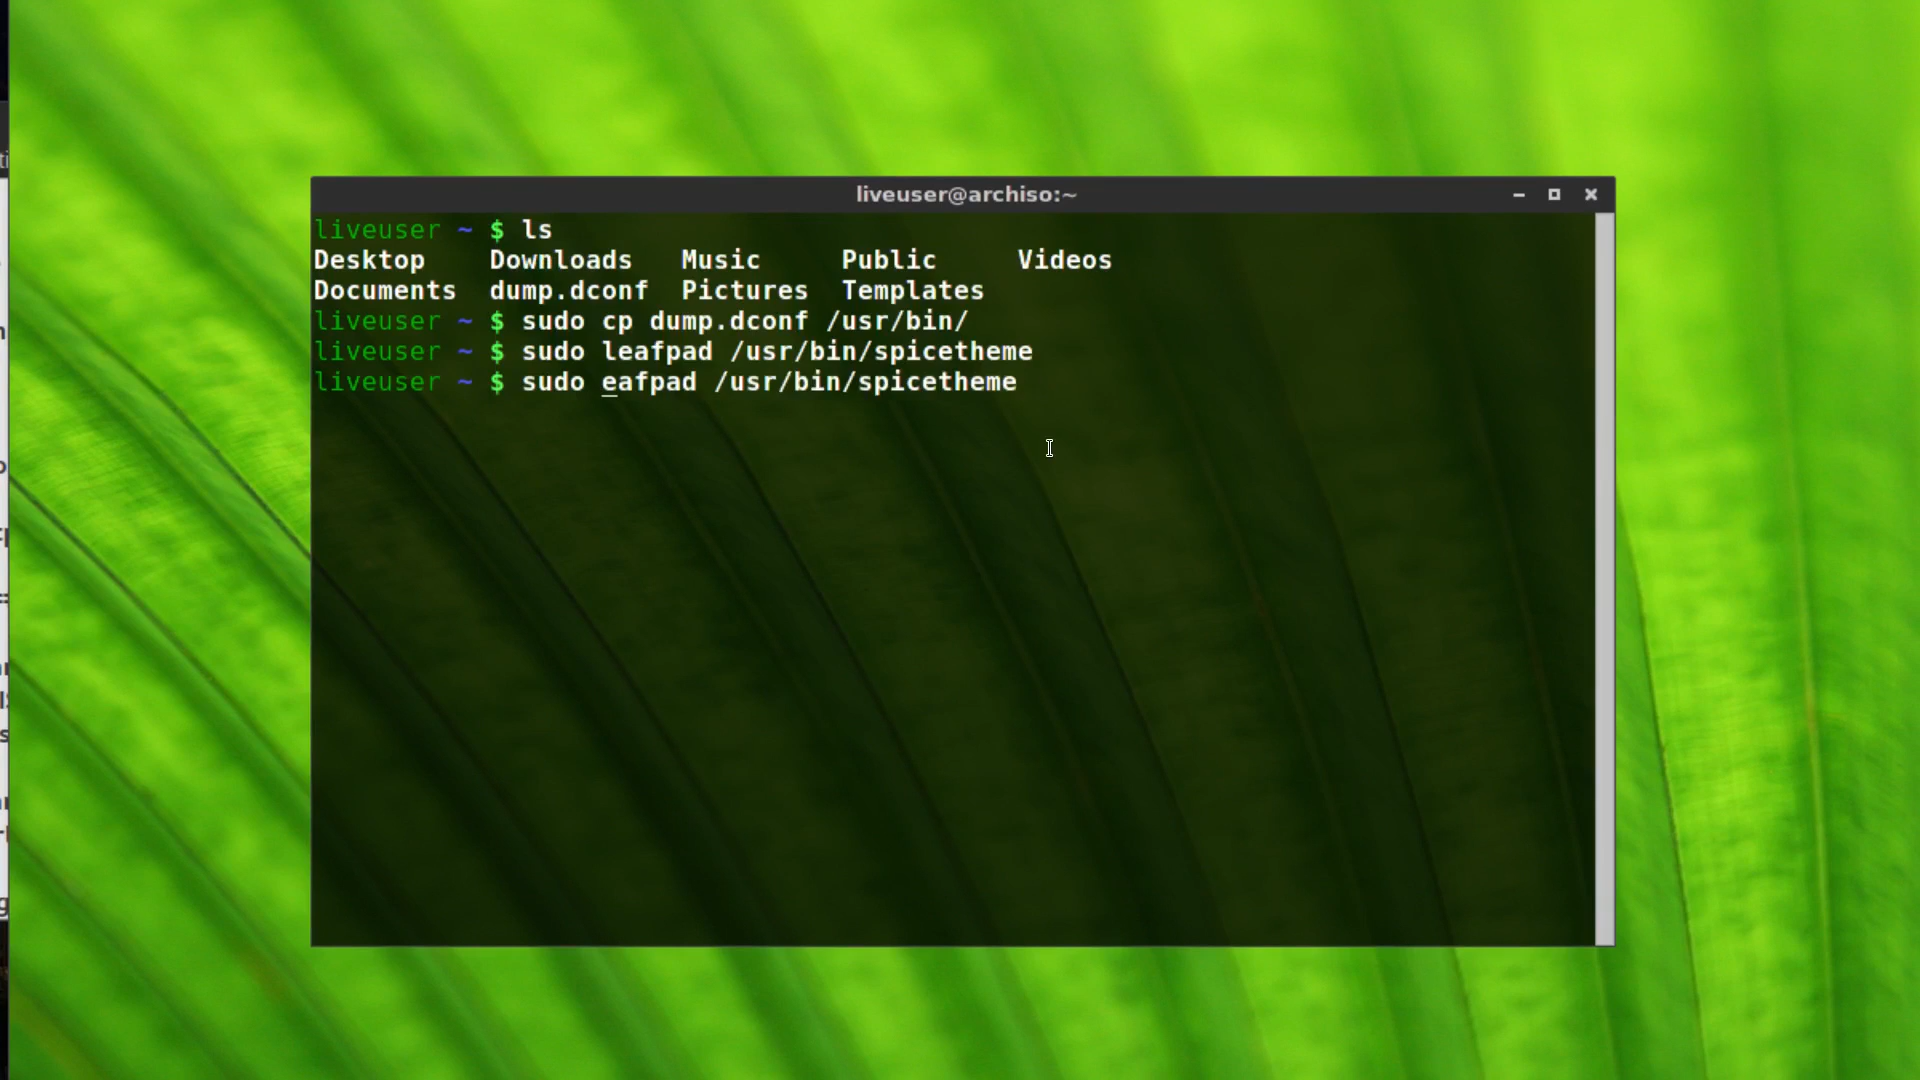 liveuser@archiso:~
liveuser ~ $ ls
Desktop Downloads Music Public Videos
Documents dump.dconf Pictures Templates
liveuser ~ $ sudo cp dump.dconf /usr/bin/
liveuser ~ $ sudo leafpad /usr/bin/spicetheme
liveuser ~ $ sudo eafpad /usr/bin/spicetheme